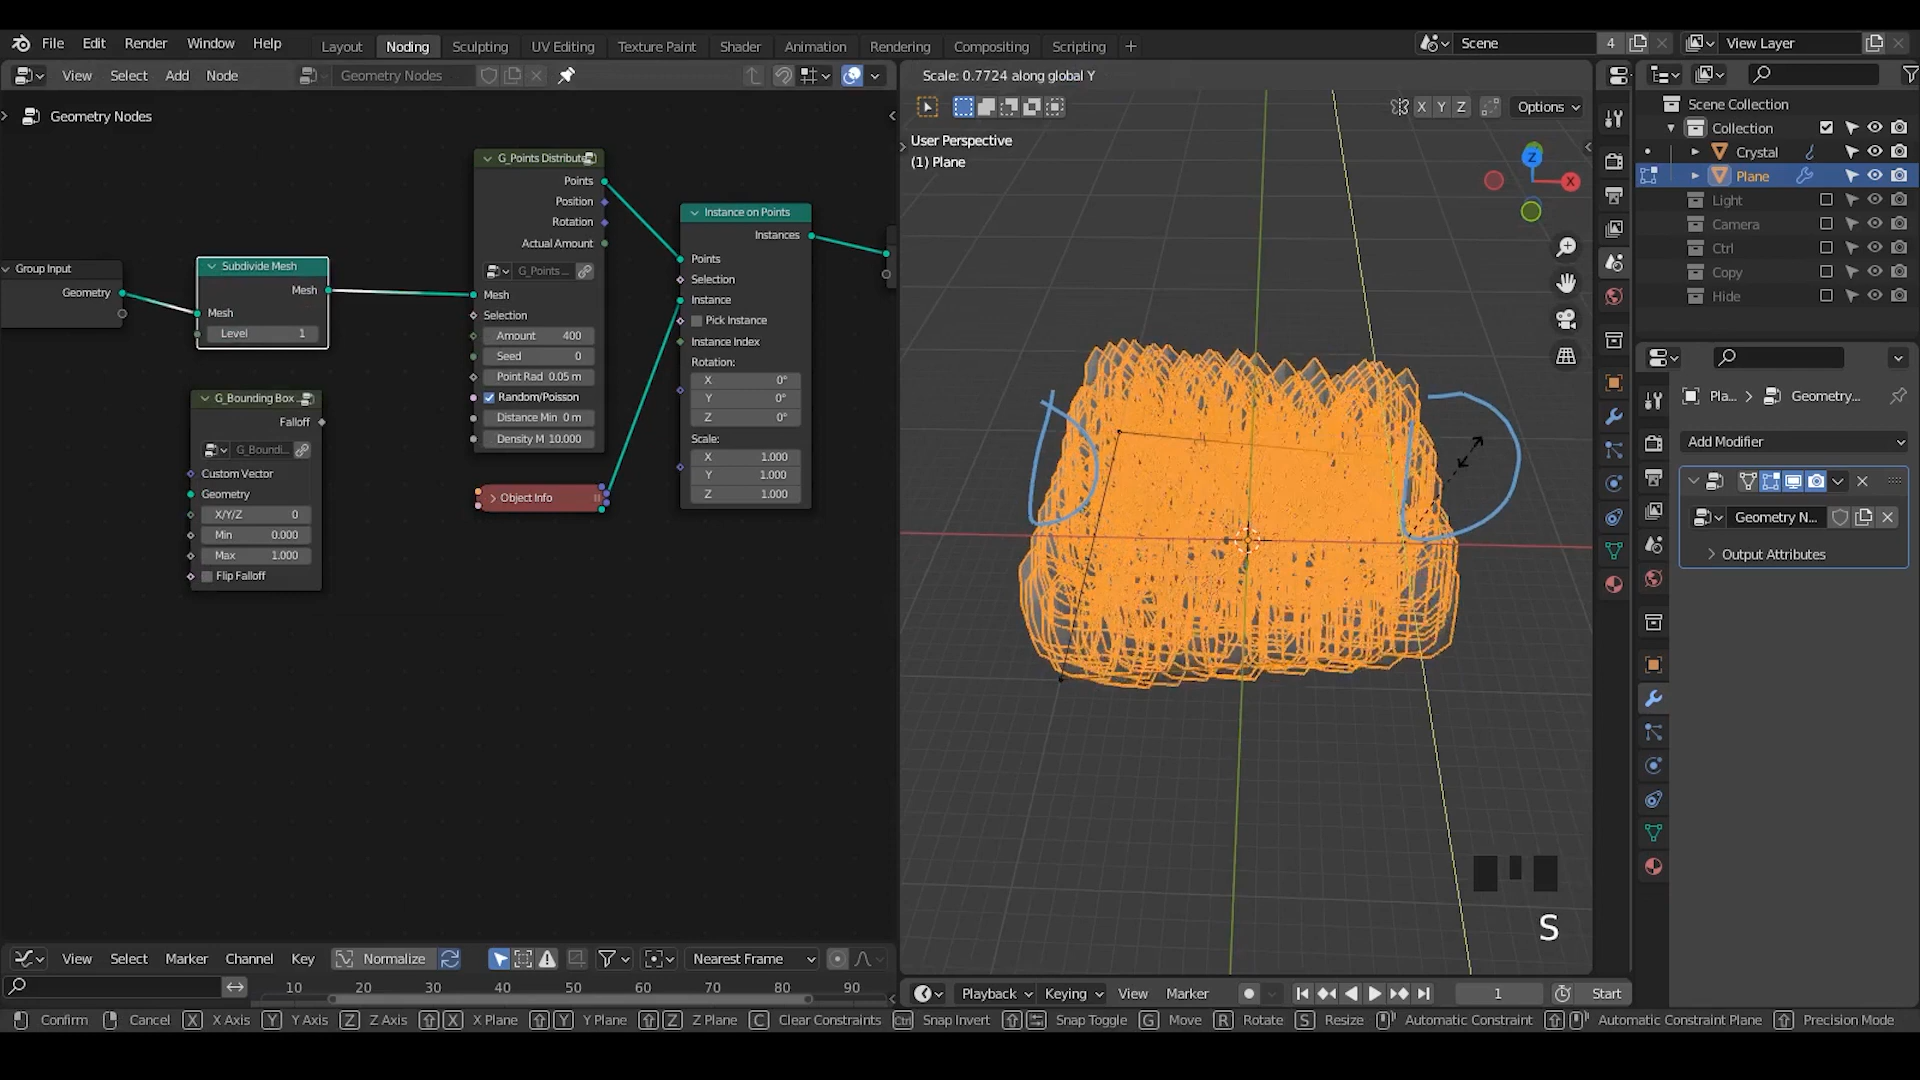 File Edit Render Window Help Layout Noding Sculpting UV Editing Texture Paint Shader Animation Rendering Compositing Scripting + Scene 4 View Layer
View Select Add Node Geometry Nodes Scale: 0.7724 along global Y
X Y Z Options
Geometry Nodes
User Perspective
(1) Plane
Z
X
Scene Collection
Collection
Crystal
Plane
Light
Camera
Ctrl
Copy
Hide
Group Input
Geometry
Subdivide Mesh
Mesh
Mesh
Level 1
G_Bounding Box...
Falloff
G_Boundi...
Custom Vector
Geometry
X/Y/Z 0
Min 0.000
Max 1.000
Flip Falloff
G_Points Distribute
Points
Position
Rotation
Actual Amount
G_Points ...
Mesh
Selection
Amount 400
Seed 0
Point Rad 0.05 m
Random/Poisson
Distance Min 0 m
Density M 10.000
Object Info
Instance on Points
Instances
Points
Selection
Instance
Pick Instance
Instance Index
Rotation:
X 0°
Y 0°
Z 0°
Scale:
X 1.000
Y 1.000
Z 1.000
Pla... > Geometry...
Add Modifier
Geometry N...
Output Attributes
S
View Select Marker Channel Key Normalize Nearest Frame
10 20 30 40 50 60 70 80 90
Playback Keying View Marker 1 Start
Confirm Cancel X X Axis Y Y Axis Z Z Axis X X Plane Y Y Plane Z Z Plane C Clear Constraints Ctrl Snap Invert Snap Toggle G Move R Rotate S Resize Automatic Constraint Automatic Constraint Plane Precision Mode